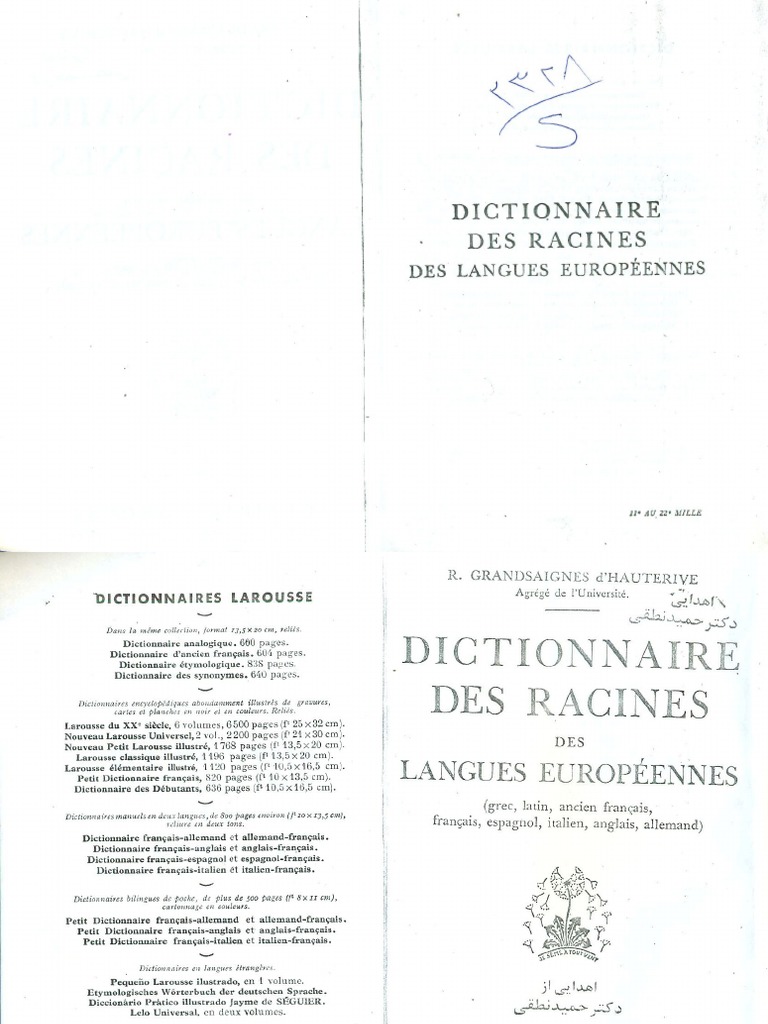 ۲۳۲۸
5
DICTIONNAIRE
DES RACINES
DES LANGUES EUROPÉENNES
11ᵉ AU 22ᵉ MILLE
DICTIONNAIRES LAROUSSE
Dans la même collection, format 13,5 x 20 cm, reliés.
Dictionnaire analogique. 600 pages.
Dictionnaire d'ancien français. 604 pages.
Dictionnaire étymologique. 838 pages.
Dictionnaire des synonymes. 640 pages.
Dictionnaires encyclopédiques abondamment illustrés de gravures,
cartes et planches en noir et en couleurs. Reliés.
Larousse du XXᵉ siècle, 6 volumes, 6 500 pages (fᵗ 25 × 32 cm).
Nouveau Larousse Universel, 2 vol., 2 200 pages (fᵗ 21 × 30 cm).
Nouveau Petit Larousse illustré, 1 768 pages (fᵗ 13,5 × 20 cm).
Larousse classique illustré, 1 196 pages (fᵗ 13,5 × 20 cm).
Larousse élémentaire illustré, 1 120 pages (fᵗ 10,5 × 16,5 cm).
Petit Dictionnaire français, 820 pages (fᵗ 10 × 13,5 cm).
Dictionnaire des Débutants, 636 pages (fᵗ 10,5 × 16,5 cm).
Dictionnaires manuels en deux langues, de 800 pages environ (fᵗ 10 × 13,5 cm),
reliure en deux tons.
Dictionnaire français-allemand et allemand-français.
Dictionnaire français-anglais et anglais-français.
Dictionnaire français-espagnol et espagnol-français.
Dictionnaire français-italien et italien-français.
Dictionnaires bilingues de poche, de plus de 500 pages (fᵗ 8 × 11 cm),
cartonnage en couleurs.
Petit Dictionnaire français-allemand et allemand-français.
Petit Dictionnaire français-anglais et anglais-français.
Petit Dictionnaire français-italien et italien-français.
Dictionnaires en langues étrangères.
Pequeño Larousse ilustrado, en 1 volume.
Etymologisches Wörterbuch der deutschen Sprache.
Diccionário Prático illustrado Jayme de SÉGUIER.
Lelo Universal, en deux volumes.
R. GRANDSAIGNES d'HAUTERIVE
Agrégé de l'Université.
اهدایی
دکتر حمید نطقی
DICTIONNAIRE
DES RACINES
DES
LANGUES EUROPÉENNES
(grec, latin, ancien français,
français, espagnol, italien, anglais, allemand)
JE SÈME A TOUT VENT
اهدایی از
دکتر حمید نطقی